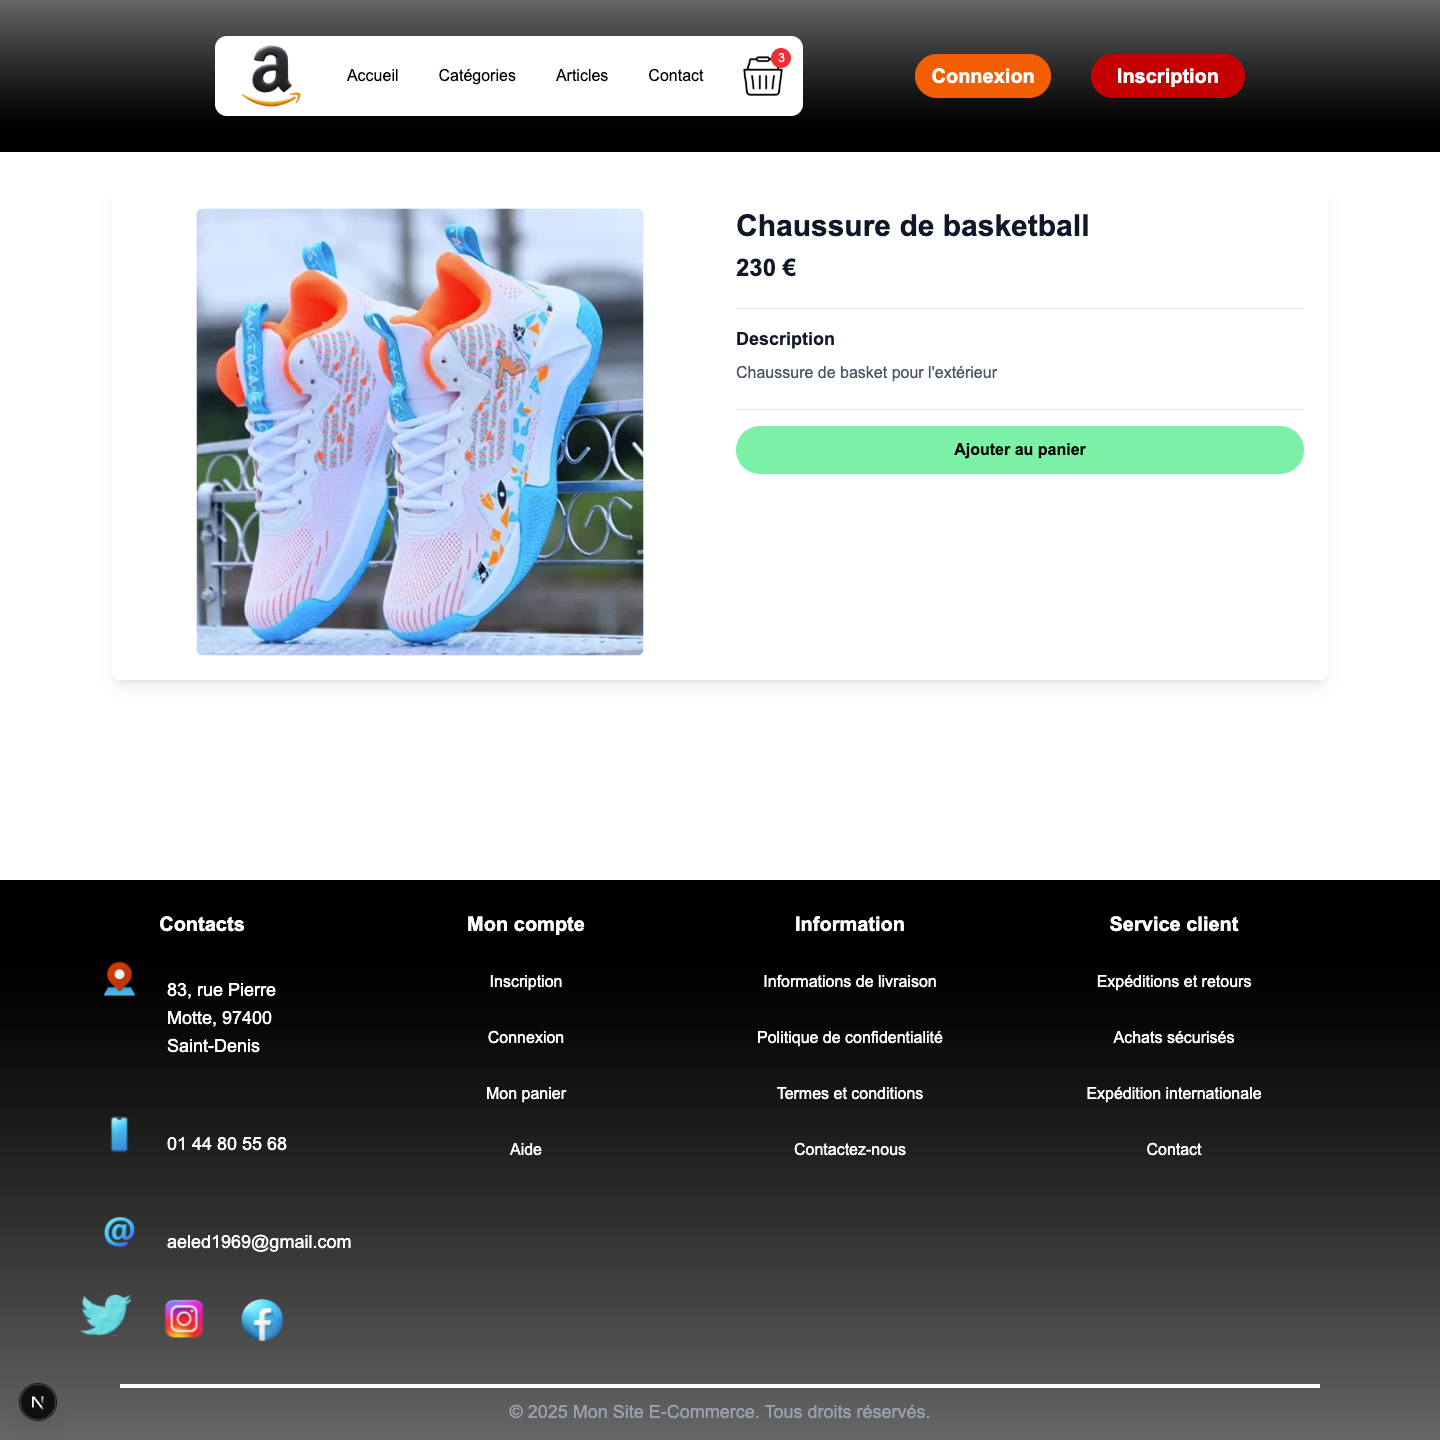 a
Accueil Catégories Articles Contact 3 Connexion Inscription
Chaussure de basketball
230 €
Description
Chaussure de basket pour l'extérieur
Ajouter au panier
Contacts
83, rue Pierre
Motte, 97400
Saint-Denis
01 44 80 55 68
@ aeled1969@gmail.com
Mon compte
Inscription
Connexion
Mon panier
Aide
Information
Informations de livraison
Politique de confidentialité
Termes et conditions
Contactez-nous
Service client
Expéditions et retours
Achats sécurisés
Expédition internationale
Contact
N
© 2025 Mon Site E-Commerce. Tous droits réservés.